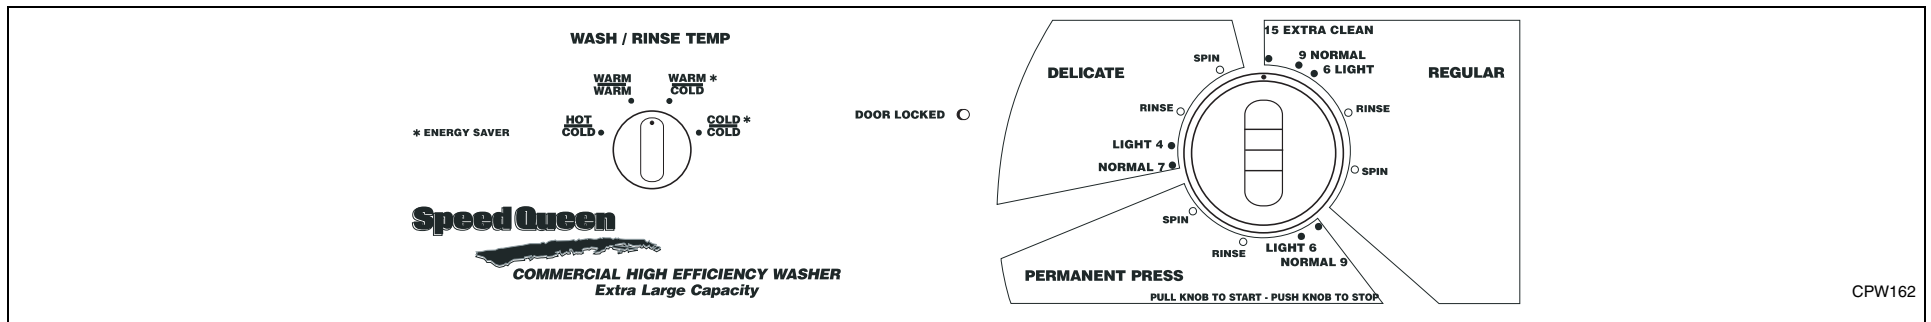 WASH / RINSE TEMP
WARM
WARM
WARM *
COLD
HOT
COLD
COLD *
COLD
* ENERGY SAVER
Speed Queen
COMMERCIAL HIGH EFFICIENCY WASHER
Extra Large Capacity
DOOR LOCKED
DELICATE
SPIN
RINSE
LIGHT 4
NORMAL 7
15 EXTRA CLEAN
9 NORMAL
6 LIGHT
REGULAR
RINSE
SPIN
SPIN
RINSE
LIGHT 6
NORMAL 9
PERMANENT PRESS
PULL KNOB TO START - PUSH KNOB TO STOP
CPW162